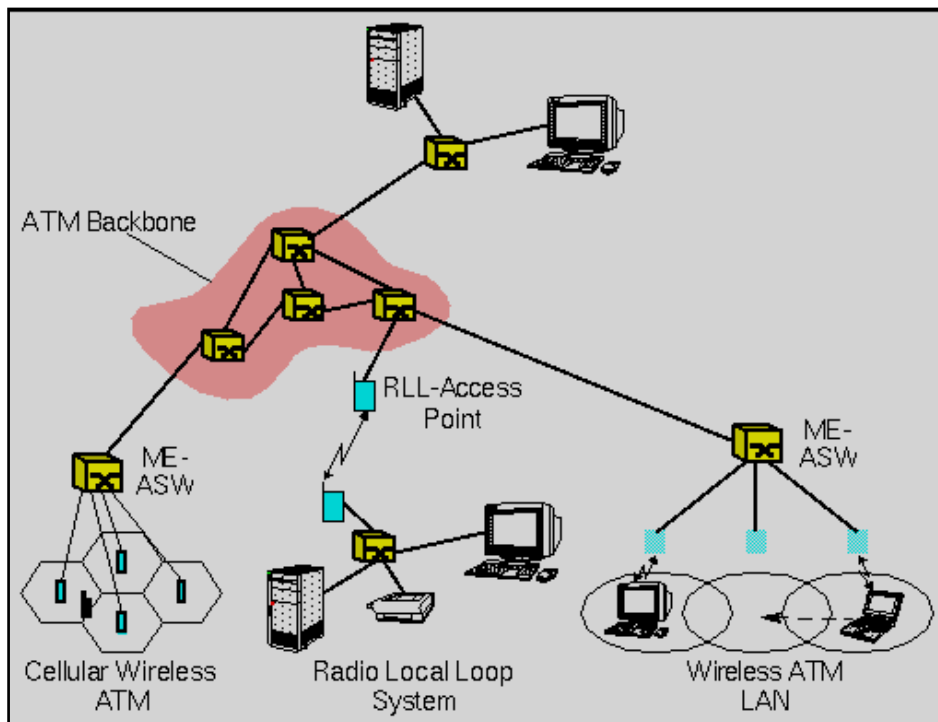 ATM Backbone
RLL-Access
Point
ME-
ASW
ME-
ASW
Cellular Wireless
ATM
Radio Local Loop
System
Wireless ATM
LAN